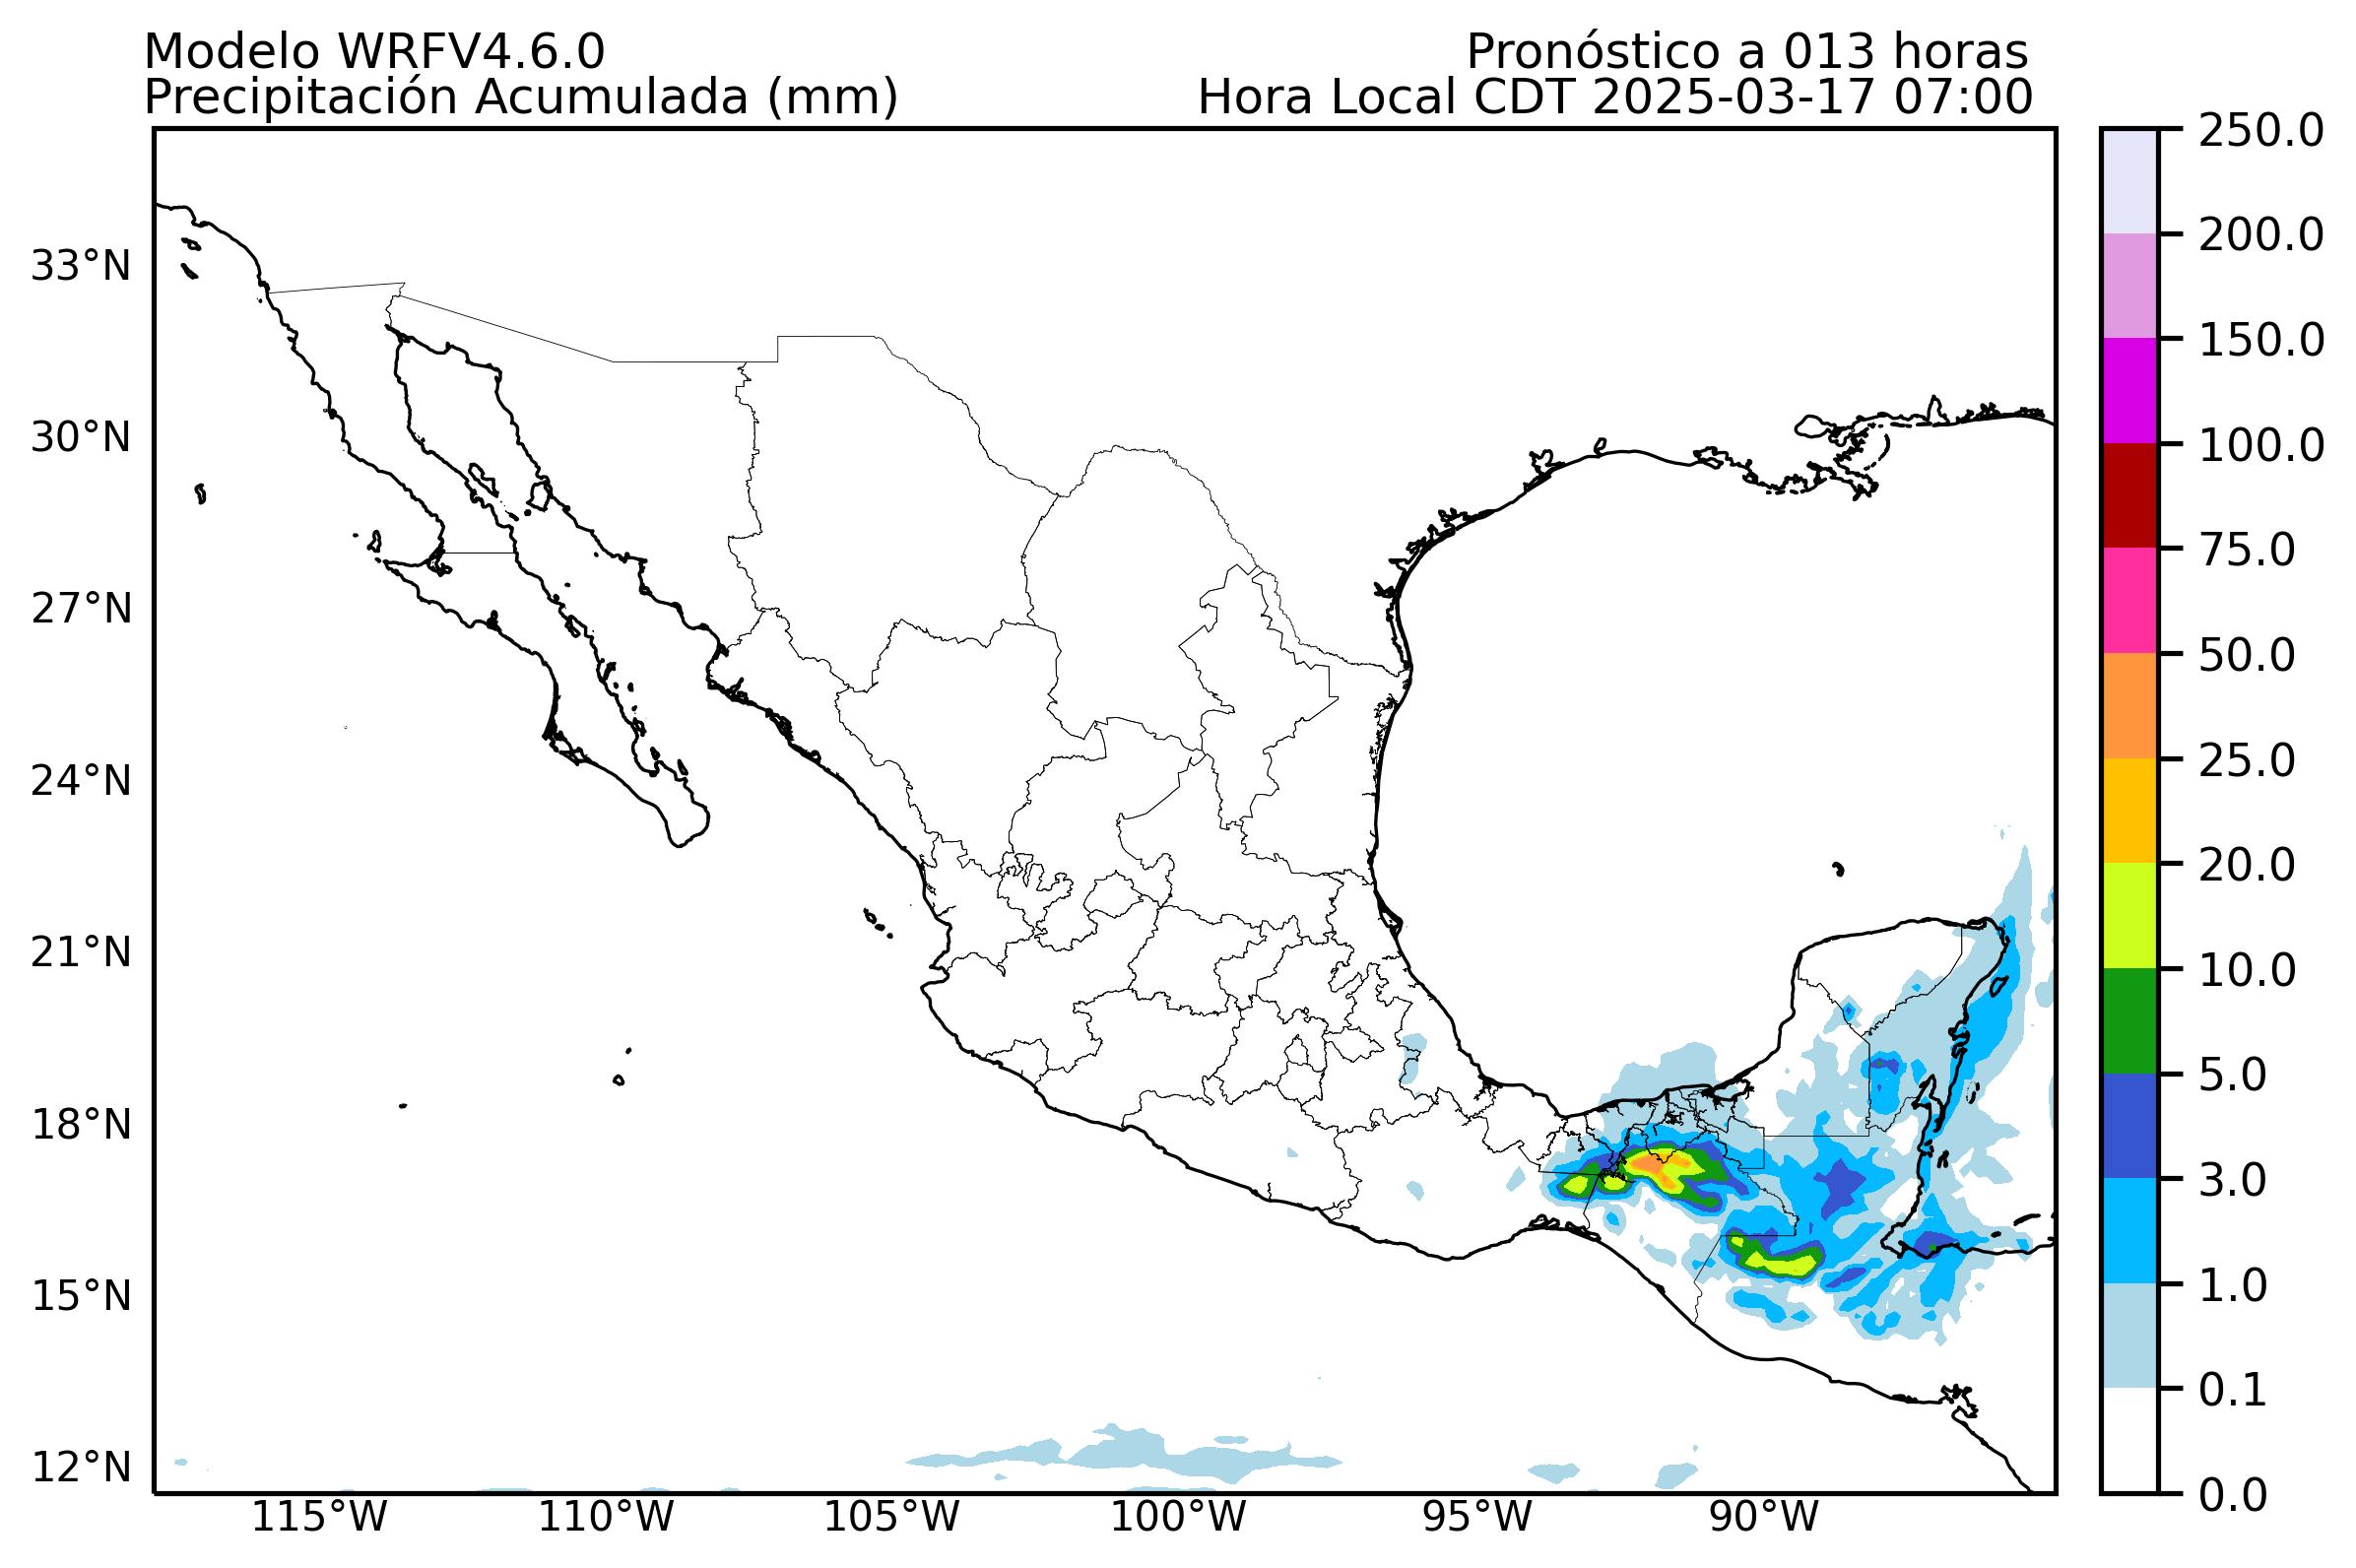 Modelo WRFV4.6.0
Pronóstico a 013 horas
Precipitación Acumulada (mm)
Hora Local CDT 2025-03-17 07:00
250.0
200.0
150.0
100.0
75.0
50.0
25.0
20.0
10.0
5.0
3.0
1.0
0.1
0.0
33°N
30°N
27°N
24°N
21°N
18°N
15°N
12°N
115°W
110°W
105°W
100°W
95°W
90°W